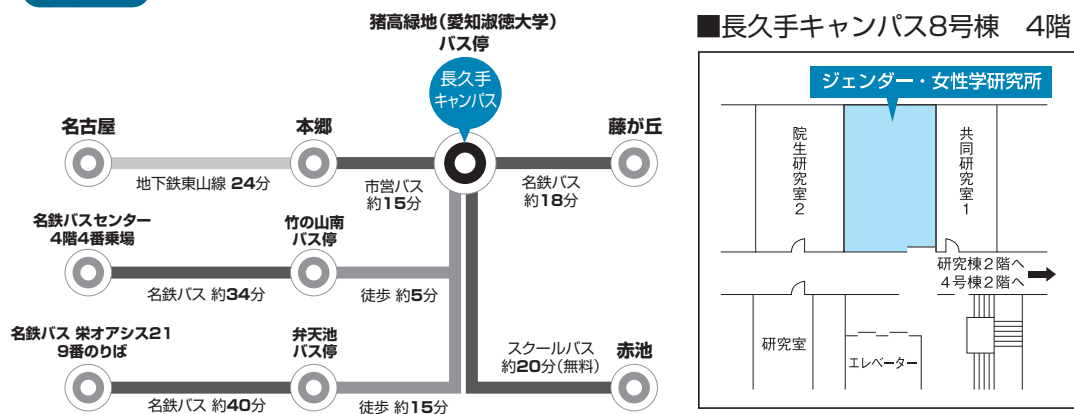 猪高緑地（愛知淑徳大学）
バス停
長久手
キャンパス
名古屋
本郷
藤が丘
地下鉄東山線 24分
市営バス
約15分
名鉄バス
約18分
名鉄バスセンター
4階4番乗場
竹の山南
バス停
名鉄バス 約34分
徒歩 約5分
名鉄バス 栄オアシス21
9番のりば
弁天池
バス停
スクールバス
約20分（無料）
赤池
名鉄バス 約40分
徒歩 約15分
■長久手キャンパス8号棟　4階
ジェンダー・女性学研究所
院生研究室2
共同研究室1
研究棟2階へ
4号棟2階へ
研究室
エレベーター